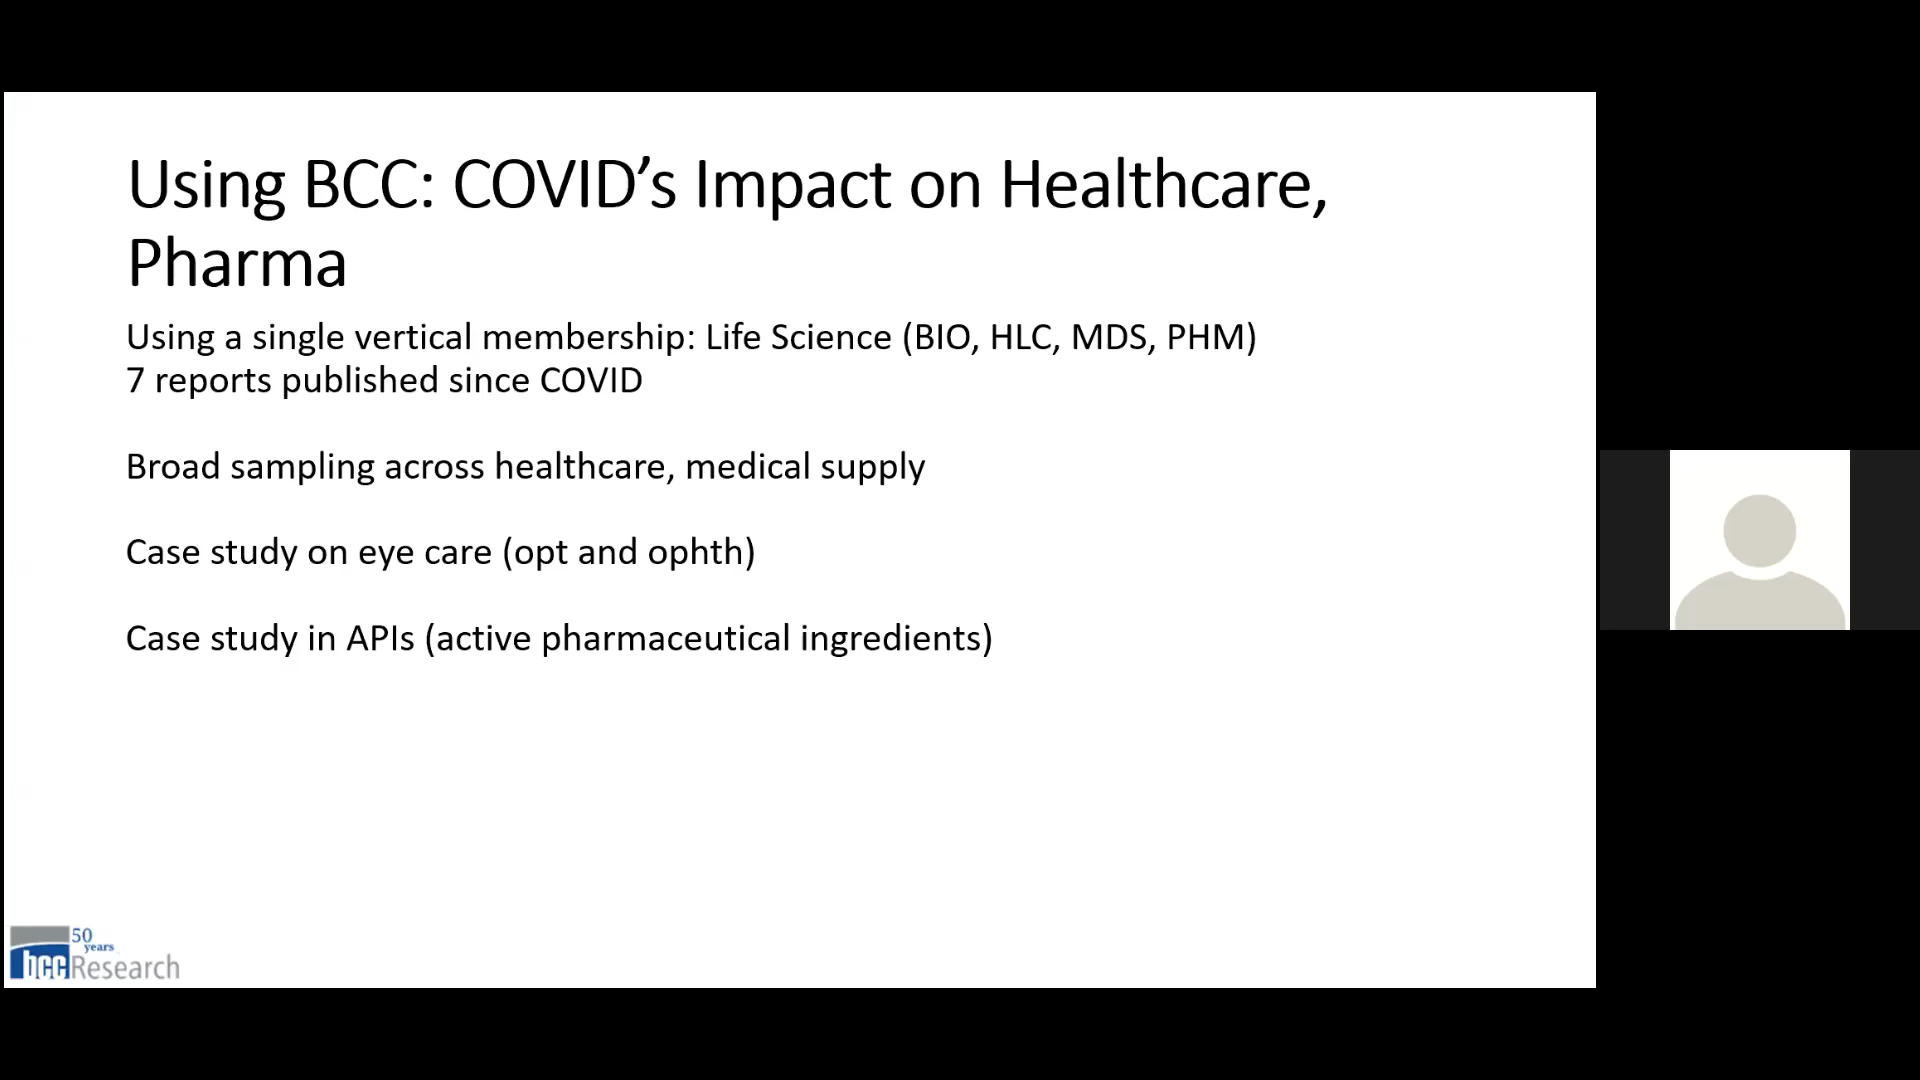 Using BCC: COVID’s Impact on Healthcare,
Pharma
Using a single vertical membership: Life Science (BIO, HLC, MDS, PHM)
7 reports published since COVID
Broad sampling across healthcare, medical supply
Case study on eye care (opt and ophth)
Case study in APIs (active pharmaceutical ingredients)
50
years
bccResearch